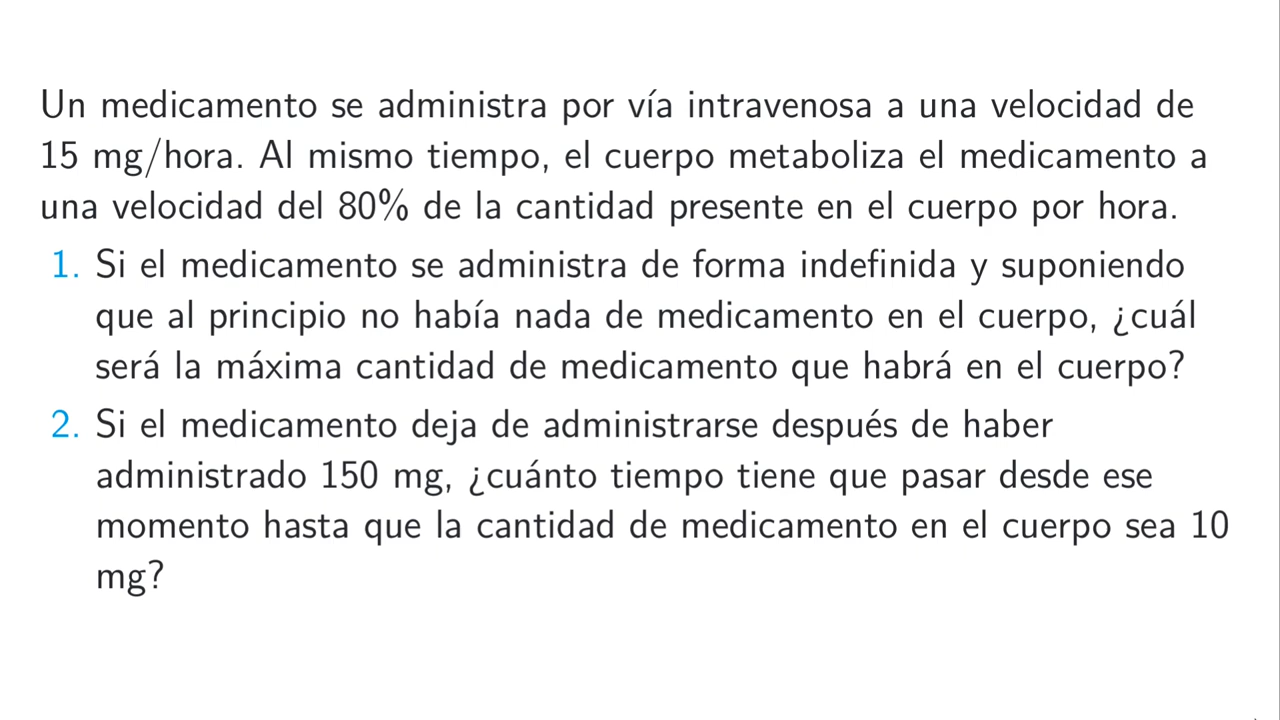 Un medicamento se administra por vía intravenosa a una velocidad de
15 mg/hora. Al mismo tiempo, el cuerpo metaboliza el medicamento a
una velocidad del 80% de la cantidad presente en el cuerpo por hora.
1. Si el medicamento se administra de forma indefinida y suponiendo
que al principio no había nada de medicamento en el cuerpo, ¿cuál
será la máxima cantidad de medicamento que habrá en el cuerpo?
2. Si el medicamento deja de administrarse después de haber
administrado 150 mg, ¿cuánto tiempo tiene que pasar desde ese
momento hasta que la cantidad de medicamento en el cuerpo sea 10
mg?